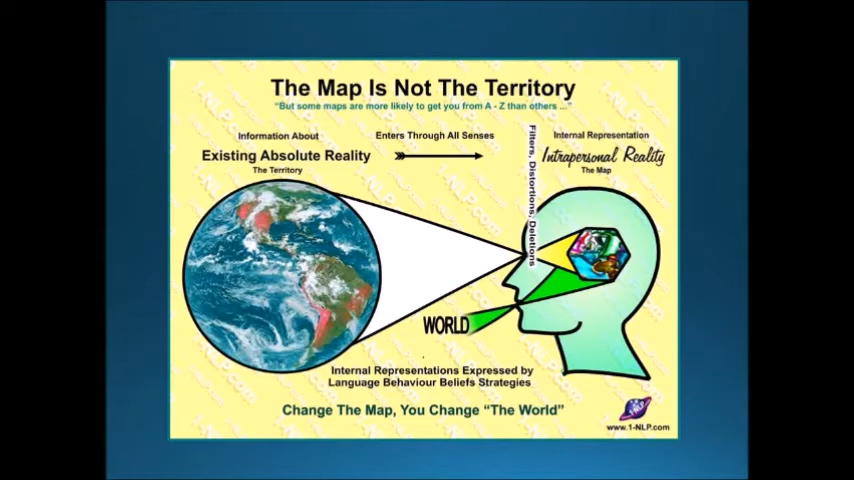 The Map Is Not The Territory
"But some maps are more likely to get you from A - Z than others ..."
Information About
Existing Absolute Reality
The Territory
Enters Through All Senses
Filters, Distortions, Deletions
Internal Representation
Intrapersonal Reality
The Map
WORLD
Internal Representations Expressed by
Language Behaviour Beliefs Strategies
Change The Map, You Change "The World"
1-NLP
www.1-NLP.com